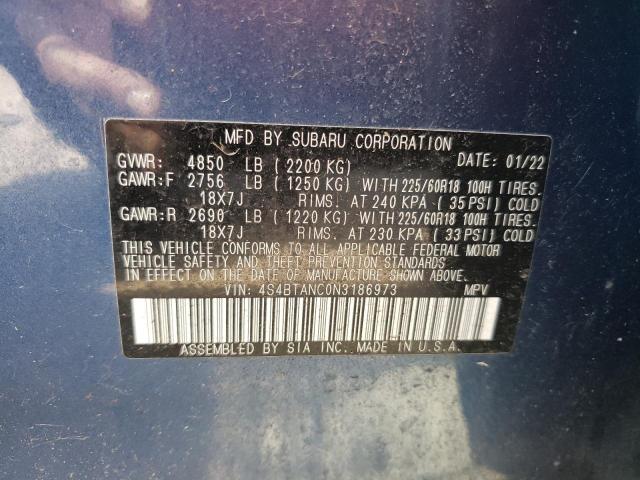 MFD BY SUBARU CORPORATION
GVWR: 4850 LB (2200 KG) DATE: 01/22
GAWR:F 2756 LB (1250 KG) WITH 225/60R18 100H TIRES.
18X7J RIMS. AT 240 KPA (35 PSI) COLD
GAWR:R 2690 LB (1220 KG) WITH 225/60R18 100H TIRES.
18X7J RIMS. AT 230 KPA (33 PSI) COLD
THIS VEHICLE CONFORMS TO ALL APPLICABLE FEDERAL MOTOR
VEHICLE SAFETY AND THEFT PREVENTION STANDARDS
IN EFFECT ON THE DATE OF MANUFACTURE SHOWN ABOVE.
VIN: 4S4BTANC0N3186973 MPV
ASSEMBLED BY SIA INC., MADE IN U.S.A.